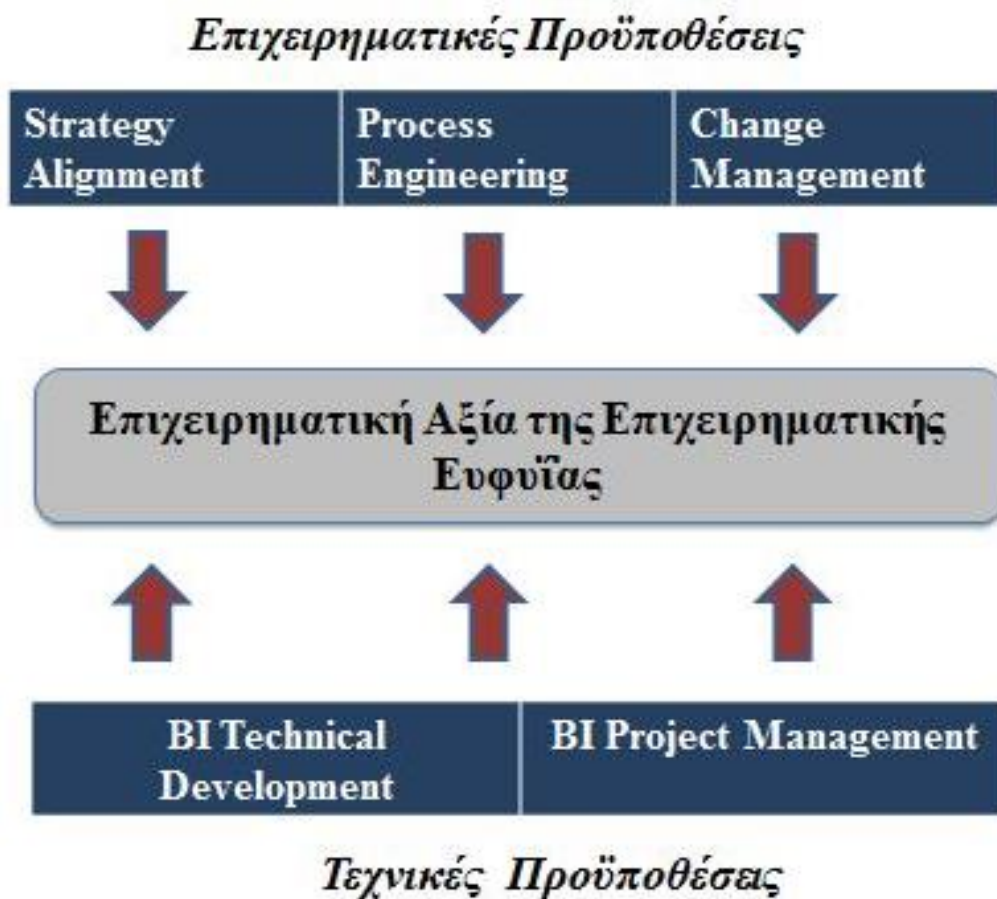 Επιχειρηματικές Προϋποθέσεις
Strategy Alignment
Process Engineering
Change Management
Επιχειρηματική Αξία της Επιχειρηματικής
Ευφυΐας
BI Technical
Development
BI Project Management
Τεχνικές Προϋποθέσεις